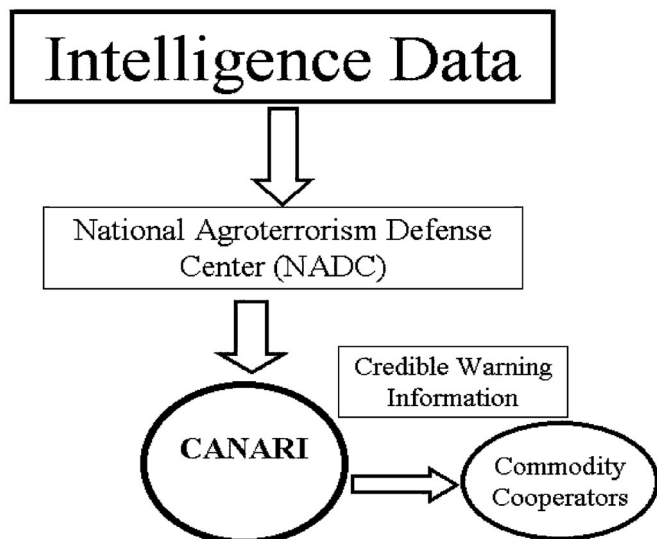 Intelligence Data
National Agroterrorism Defense
Center (NADC)
Credible Warning
Information
CANARI
Commodity
Cooperators